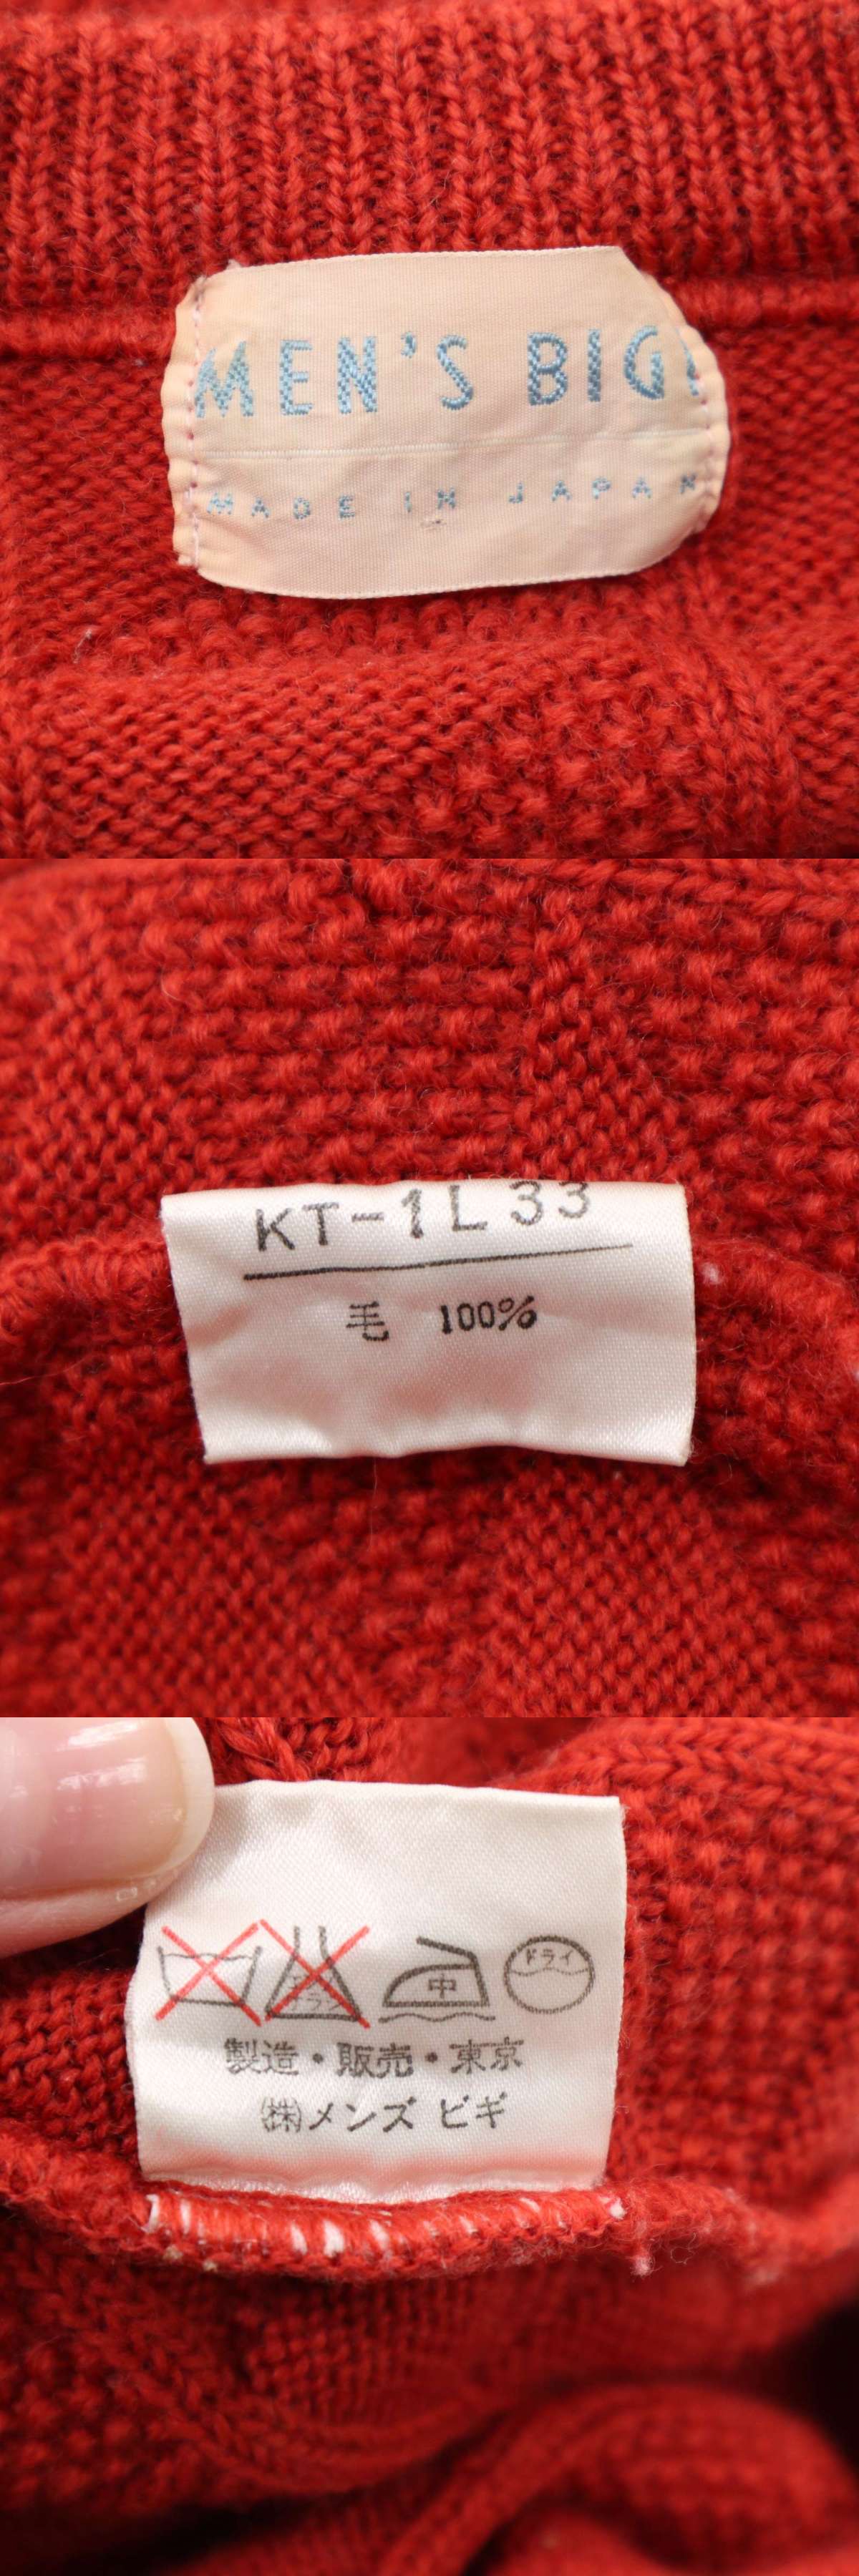 MEN'S BIGI
MADE IN JAPAN
KT-1L33
毛 100%
中
ドライ
製造・販売・東京
㈱メンズ ビギ